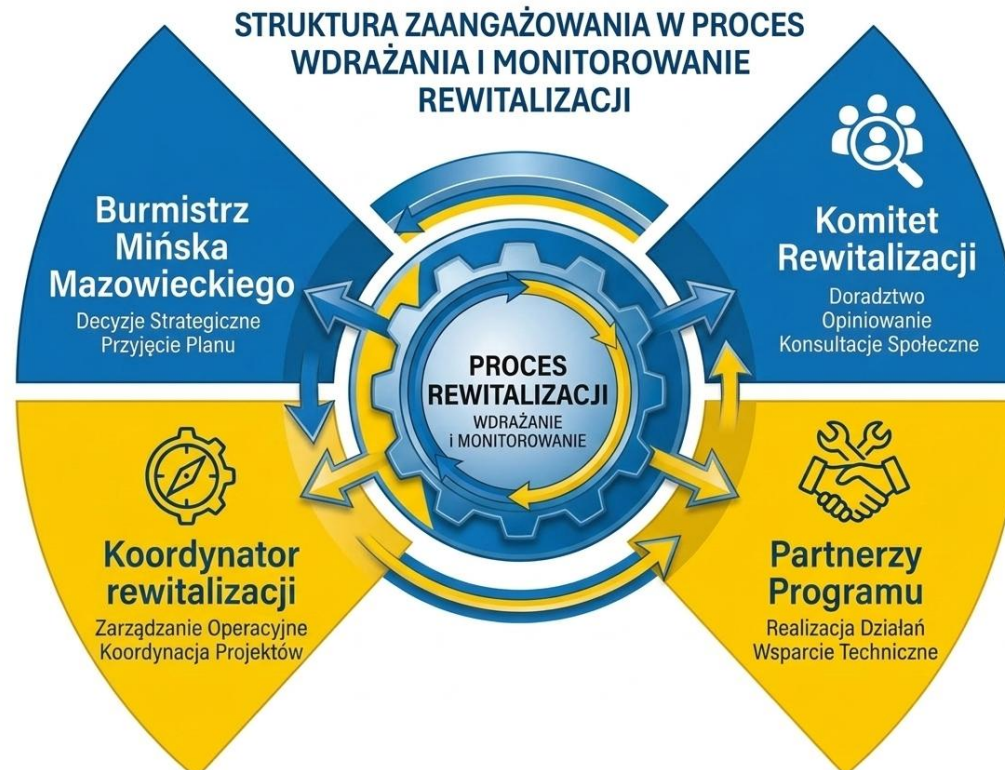 STRUKTURA ZAANGAŻOWANIA W PROCES
WDRAŻANIA I MONITOROWANIE
REWITALIZACJI
Burmistrz
Mińska
Mazowieckiego
Decyzje Strategiczne
Przyjęcie Planu
Komitet
Rewitalizacji
Doradztwo
Opiniowanie
Konsultacje Społeczne
PROCES
REWITALIZACJI
WDRAŻANIE
i MONITOROWANIE
Koordynator
rewitalizacji
Zarządzanie Operacyjne
Koordynacja Projektów
Partnerzy
Programu
Realizacja Działań
Wsparcie Techniczne